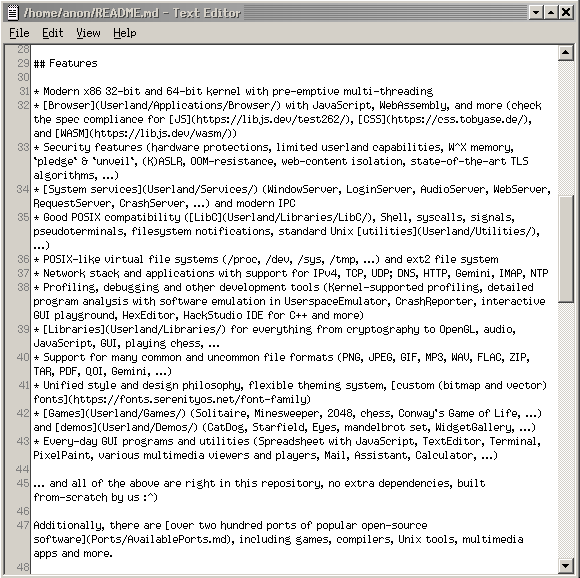 /home/anon/README.md - Text Editor
File Edit View Help
28
29 ## Features
30
31 * Modern x86 32-bit and 64-bit kernel with pre-emptive multi-threading
32 * [Browser](Userland/Applications/Browser/) with JavaScript, WebAssembly, and more (check
the spec compliance for [JS](https://libjs.dev/test262/), [CSS](https://css.tobyase.de/),
and [WASM](https://libjs.dev/wasm/))
33 * Security features (hardware protections, limited userland capabilities, W^X memory,
`pledge` & `unveil`, (K)ASLR, OOM-resistance, web-content isolation, state-of-the-art TLS
algorithms, ...)
34 * [System services](Userland/Services/) (WindowServer, LoginServer, AudioServer, WebServer,
RequestServer, CrashServer, ...) and modern IPC
35 * Good POSIX compatibility ([LibC](Userland/Libraries/LibC/), Shell, syscalls, signals,
pseudoterminals, filesystem notifications, standard Unix [utilities](Userland/Utilities/),
...)
36 * POSIX-like virtual file systems (/proc, /dev, /sys, /tmp, ...) and ext2 file system
37 * Network stack and applications with support for IPv4, TCP, UDP; DNS, HTTP, Gemini, IMAP, NTP
38 * Profiling, debugging and other development tools (Kernel-supported profiling, detailed
program analysis with software emulation in UserspaceEmulator, CrashReporter, interactive
GUI playground, HexEditor, HackStudio IDE for C++ and more)
39 * [Libraries](Userland/Libraries/) for everything from cryptography to OpenGL, audio,
JavaScript, GUI, playing chess, ...
40 * Support for many common and uncommon file formats (PNG, JPEG, GIF, MP3, WAV, FLAC, ZIP,
TAR, PDF, QOI, Gemini, ...)
41 * Unified style and design philosophy, flexible theming system, [custom (bitmap and vector)
fonts](https://fonts.serenityos.net/font-family)
42 * [Games](Userland/Games/) (Solitaire, Minesweeper, 2048, chess, Conway's Game of Life, ...)
and [demos](Userland/Demos/) (CatDog, Starfield, Eyes, mandelbrot set, WidgetGallery, ...)
43 * Every-day GUI programs and utilities (Spreadsheet with JavaScript, TextEditor, Terminal,
PixelPaint, various multimedia viewers and players, Mail, Assistant, Calculator, ...)
44
45 ... and all of the above are right in this repository, no extra dependencies, built
from-scratch by us :^)
46
47 Additionally, there are [over two hundred ports of popular open-source
software](Ports/AvailablePorts.md), including games, compilers, Unix tools, multimedia
apps and more.
48